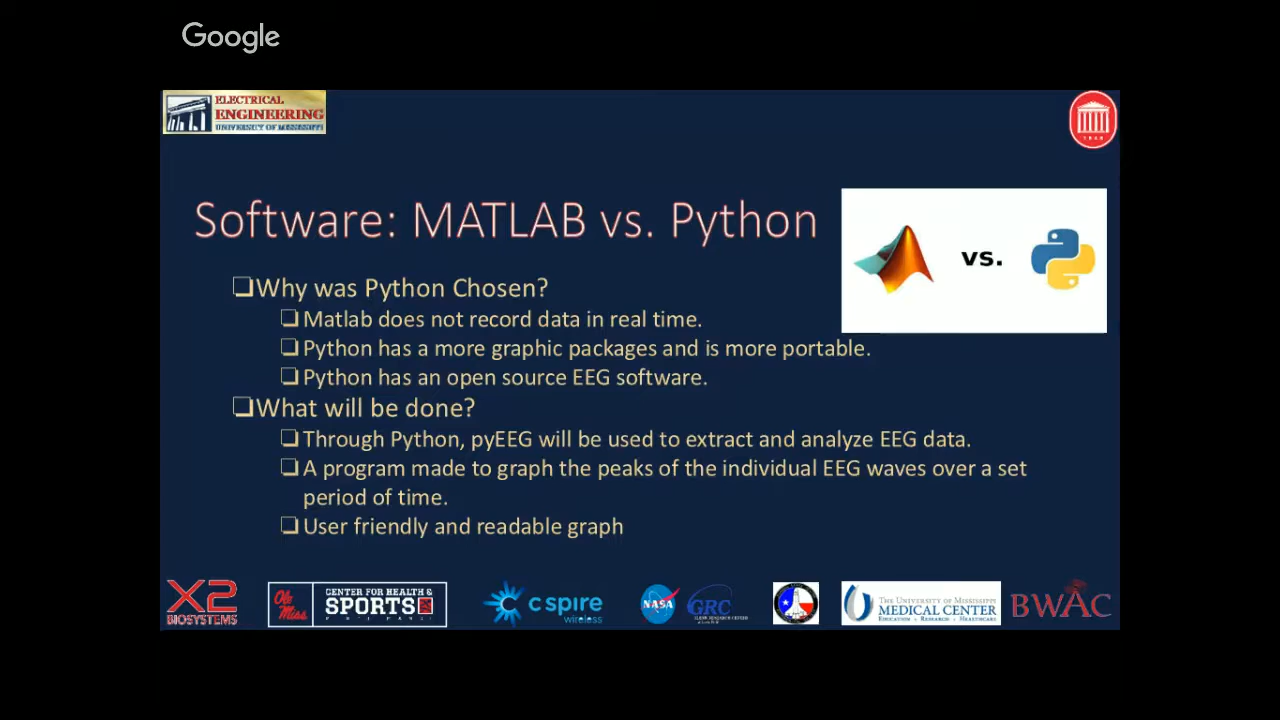 Google
ELECTRICAL
ENGINEERING
UNIVERSITY OF MISSISSIPPI
1848
Software: MATLAB vs. Python
vs.
Why was Python Chosen?
Matlab does not record data in real time.
Python has a more graphic packages and is more portable.
Python has an open source EEG software.
What will be done?
Through Python, pyEEG will be used to extract and analyze EEG data.
A program made to graph the peaks of the individual EEG waves over a set
period of time.
User friendly and readable graph
X2
BIOSYSTEMS
Ole
Miss
CENTER FOR HEALTH &
SPORTS
C spire
wireless
NASA
GRC
THE UNIVERSITY OF MISSISSIPPI
MEDICAL CENTER
EDUCATION • RESEARCH • HEALTHCARE
BWAC